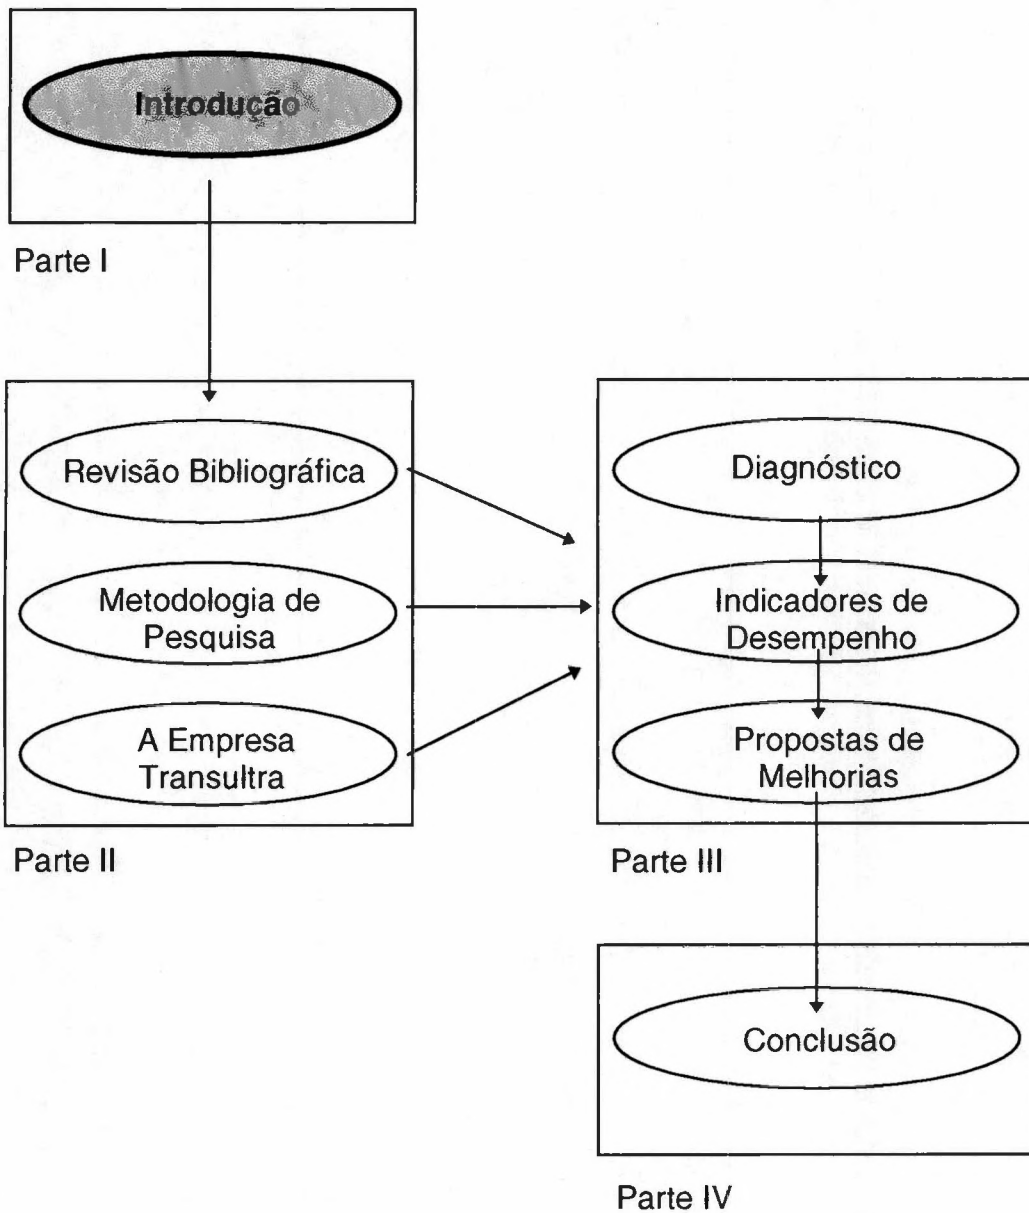 Introdução
Parte I
Revisão Bibliográfica
Metodologia de
Pesquisa
A Empresa
Transultra
Parte II
Diagnóstico
Indicadores de
Desempenho
Propostas de
Melhorias
Parte III
Conclusão
Parte IV